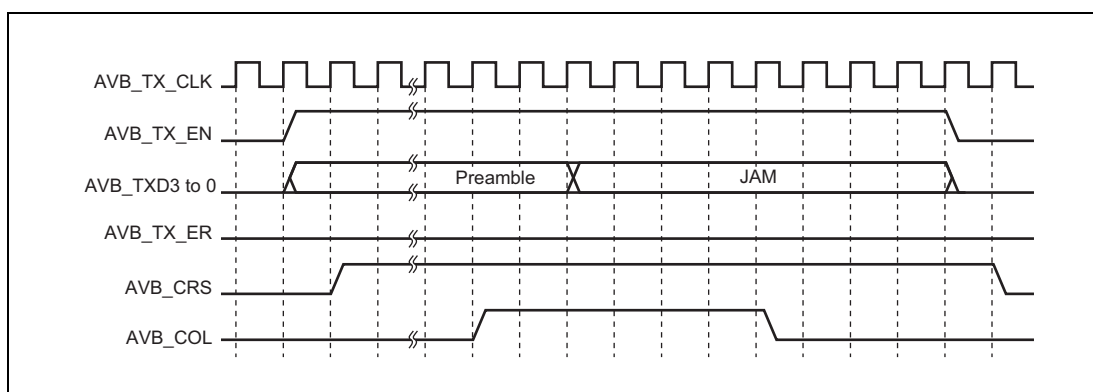 AVB_TX_CLK
AVB_TX_EN
AVB_TXD3 to 0
Preamble
JAM
AVB_TX_ER
AVB_CRS
AVB_COL